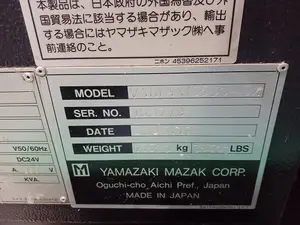 本製品は、日本政府の外国為替及び外
国貿易法に該当する場合があり、輸出
する場合にはヤマザキマザック㈱へ事
前連絡のこと。
ニホン 45396252171
MODEL
SER. NO.
DATE
WEIGHT kg LBS
V50/60Hz
DC24V
A
KVA
YAMAZAKI MAZAK CORP.
Oguchi-cho, Aichi Pref., Japan
MADE IN JAPAN